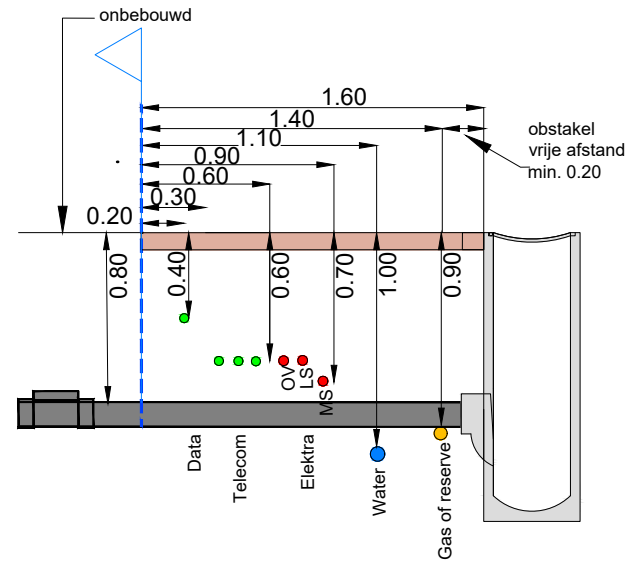 onbebouwd
1.60
1.40
obstakel
vrije afstand
min. 0.20
1.10
0.90
0.60
0.30
0.20
0.80
0.40
0.60
0.70
1.00
0.90
OV
LS
MS
Data
Telecom
Elektra
Water
Gas of reserve